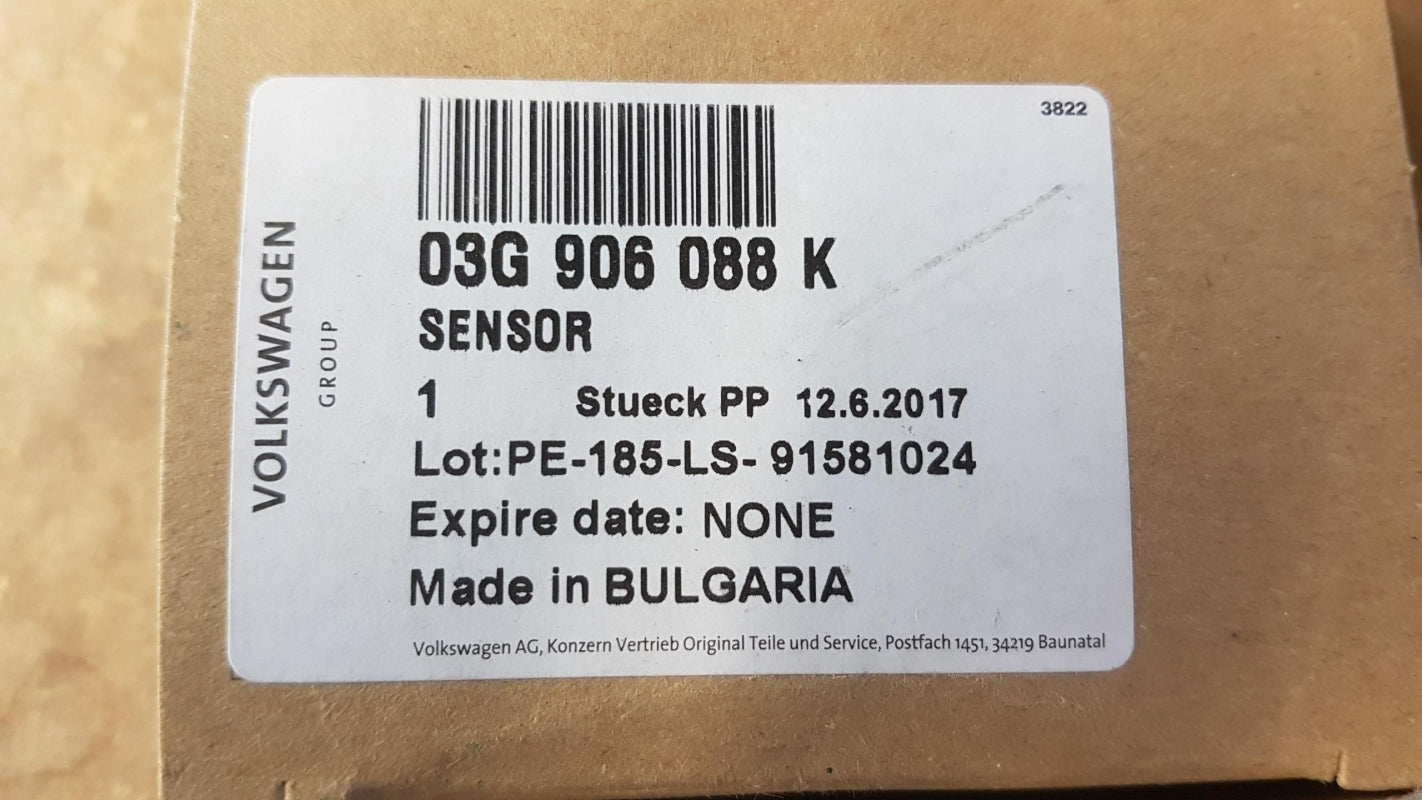 3822
VOLKSWAGEN
GROUP
03G 906 088 K
SENSOR
1 Stueck PP 12.6.2017
Lot:PE-185-LS- 91581024
Expire date: NONE
Made in BULGARIA
Volkswagen AG, Konzern Vertrieb Original Teile und Service, Postfach 1451, 34219 Baunatal